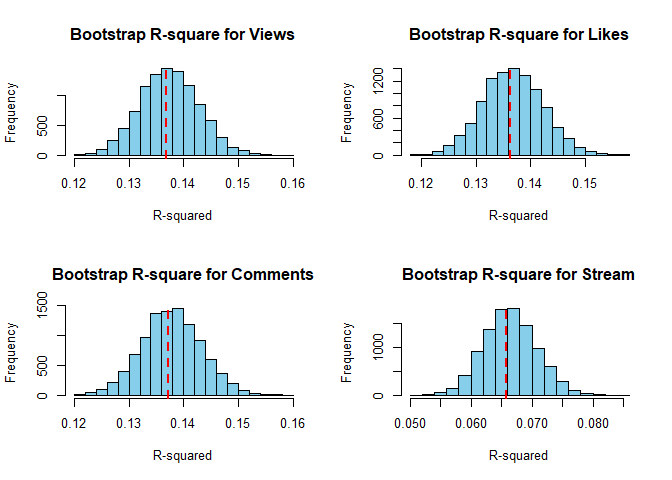 Bootstrap R-square for Views
Frequency
0 500
0.12 0.13 0.14 0.15 0.16
R-squared
Bootstrap R-square for Likes
Frequency
0 600 1200
0.12 0.13 0.14 0.15
R-squared
Bootstrap R-square for Comments
Frequency
0 500 1500
0.12 0.13 0.14 0.15 0.16
R-squared
Bootstrap R-square for Stream
Frequency
0 1000
0.050 0.060 0.070 0.080
R-squared